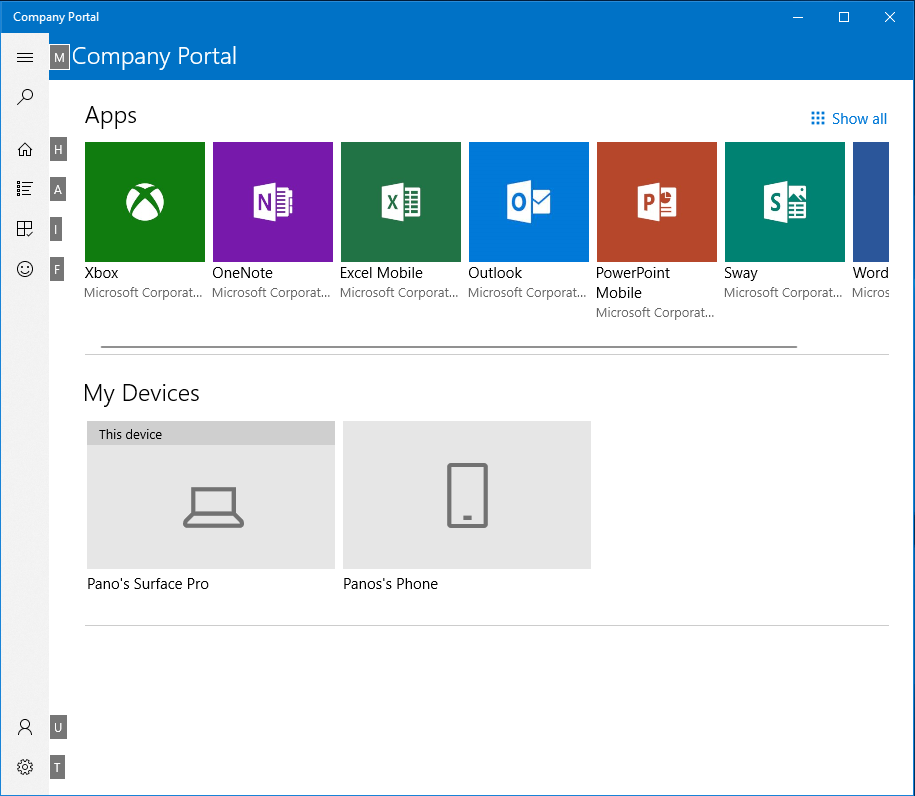 Company Portal
M Company Portal
Apps
Show all
H
A
I
F
N
X
O
P
S
Xbox
OneNote
Excel Mobile
Outlook
PowerPoint
Mobile
Sway
Word
Microsoft Corporat...
Microsoft Corporat...
Microsoft Corporat...
Microsoft Corporat...
Microsoft Corporat...
Microsoft Corporat...
Micros
My Devices
This device
Pano's Surface Pro
Panos's Phone
U
T